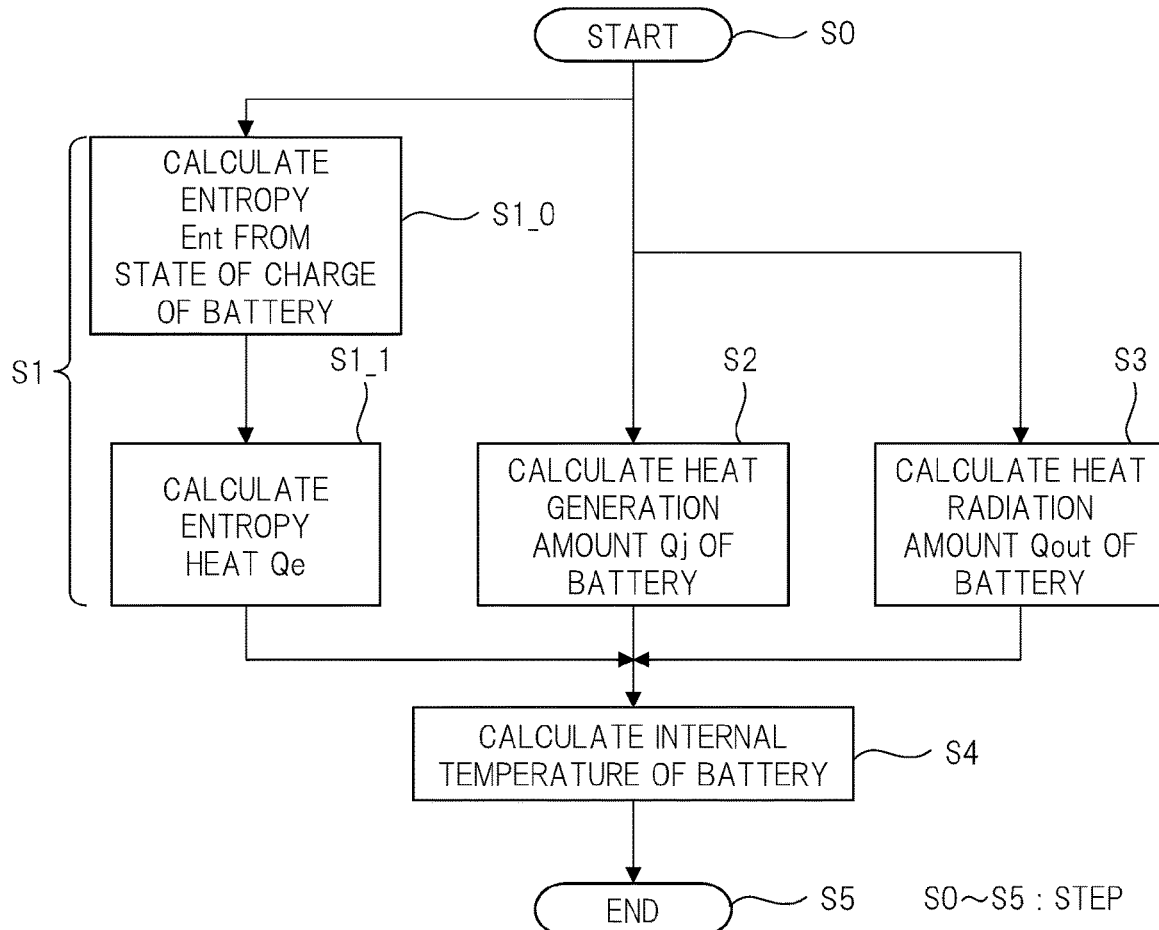 START
S0
CALCULATE
ENTROPY
Ent FROM
STATE OF CHARGE
OF BATTERY
S1_0
S1
S1_1
CALCULATE
ENTROPY
HEAT Qe
S2
CALCULATE HEAT
GENERATION
AMOUNT Qj OF
BATTERY
S3
CALCULATE HEAT
RADIATION
AMOUNT Qout OF
BATTERY
CALCULATE INTERNAL
TEMPERATURE OF BATTERY
S4
END
S5
S0~S5 : STEP